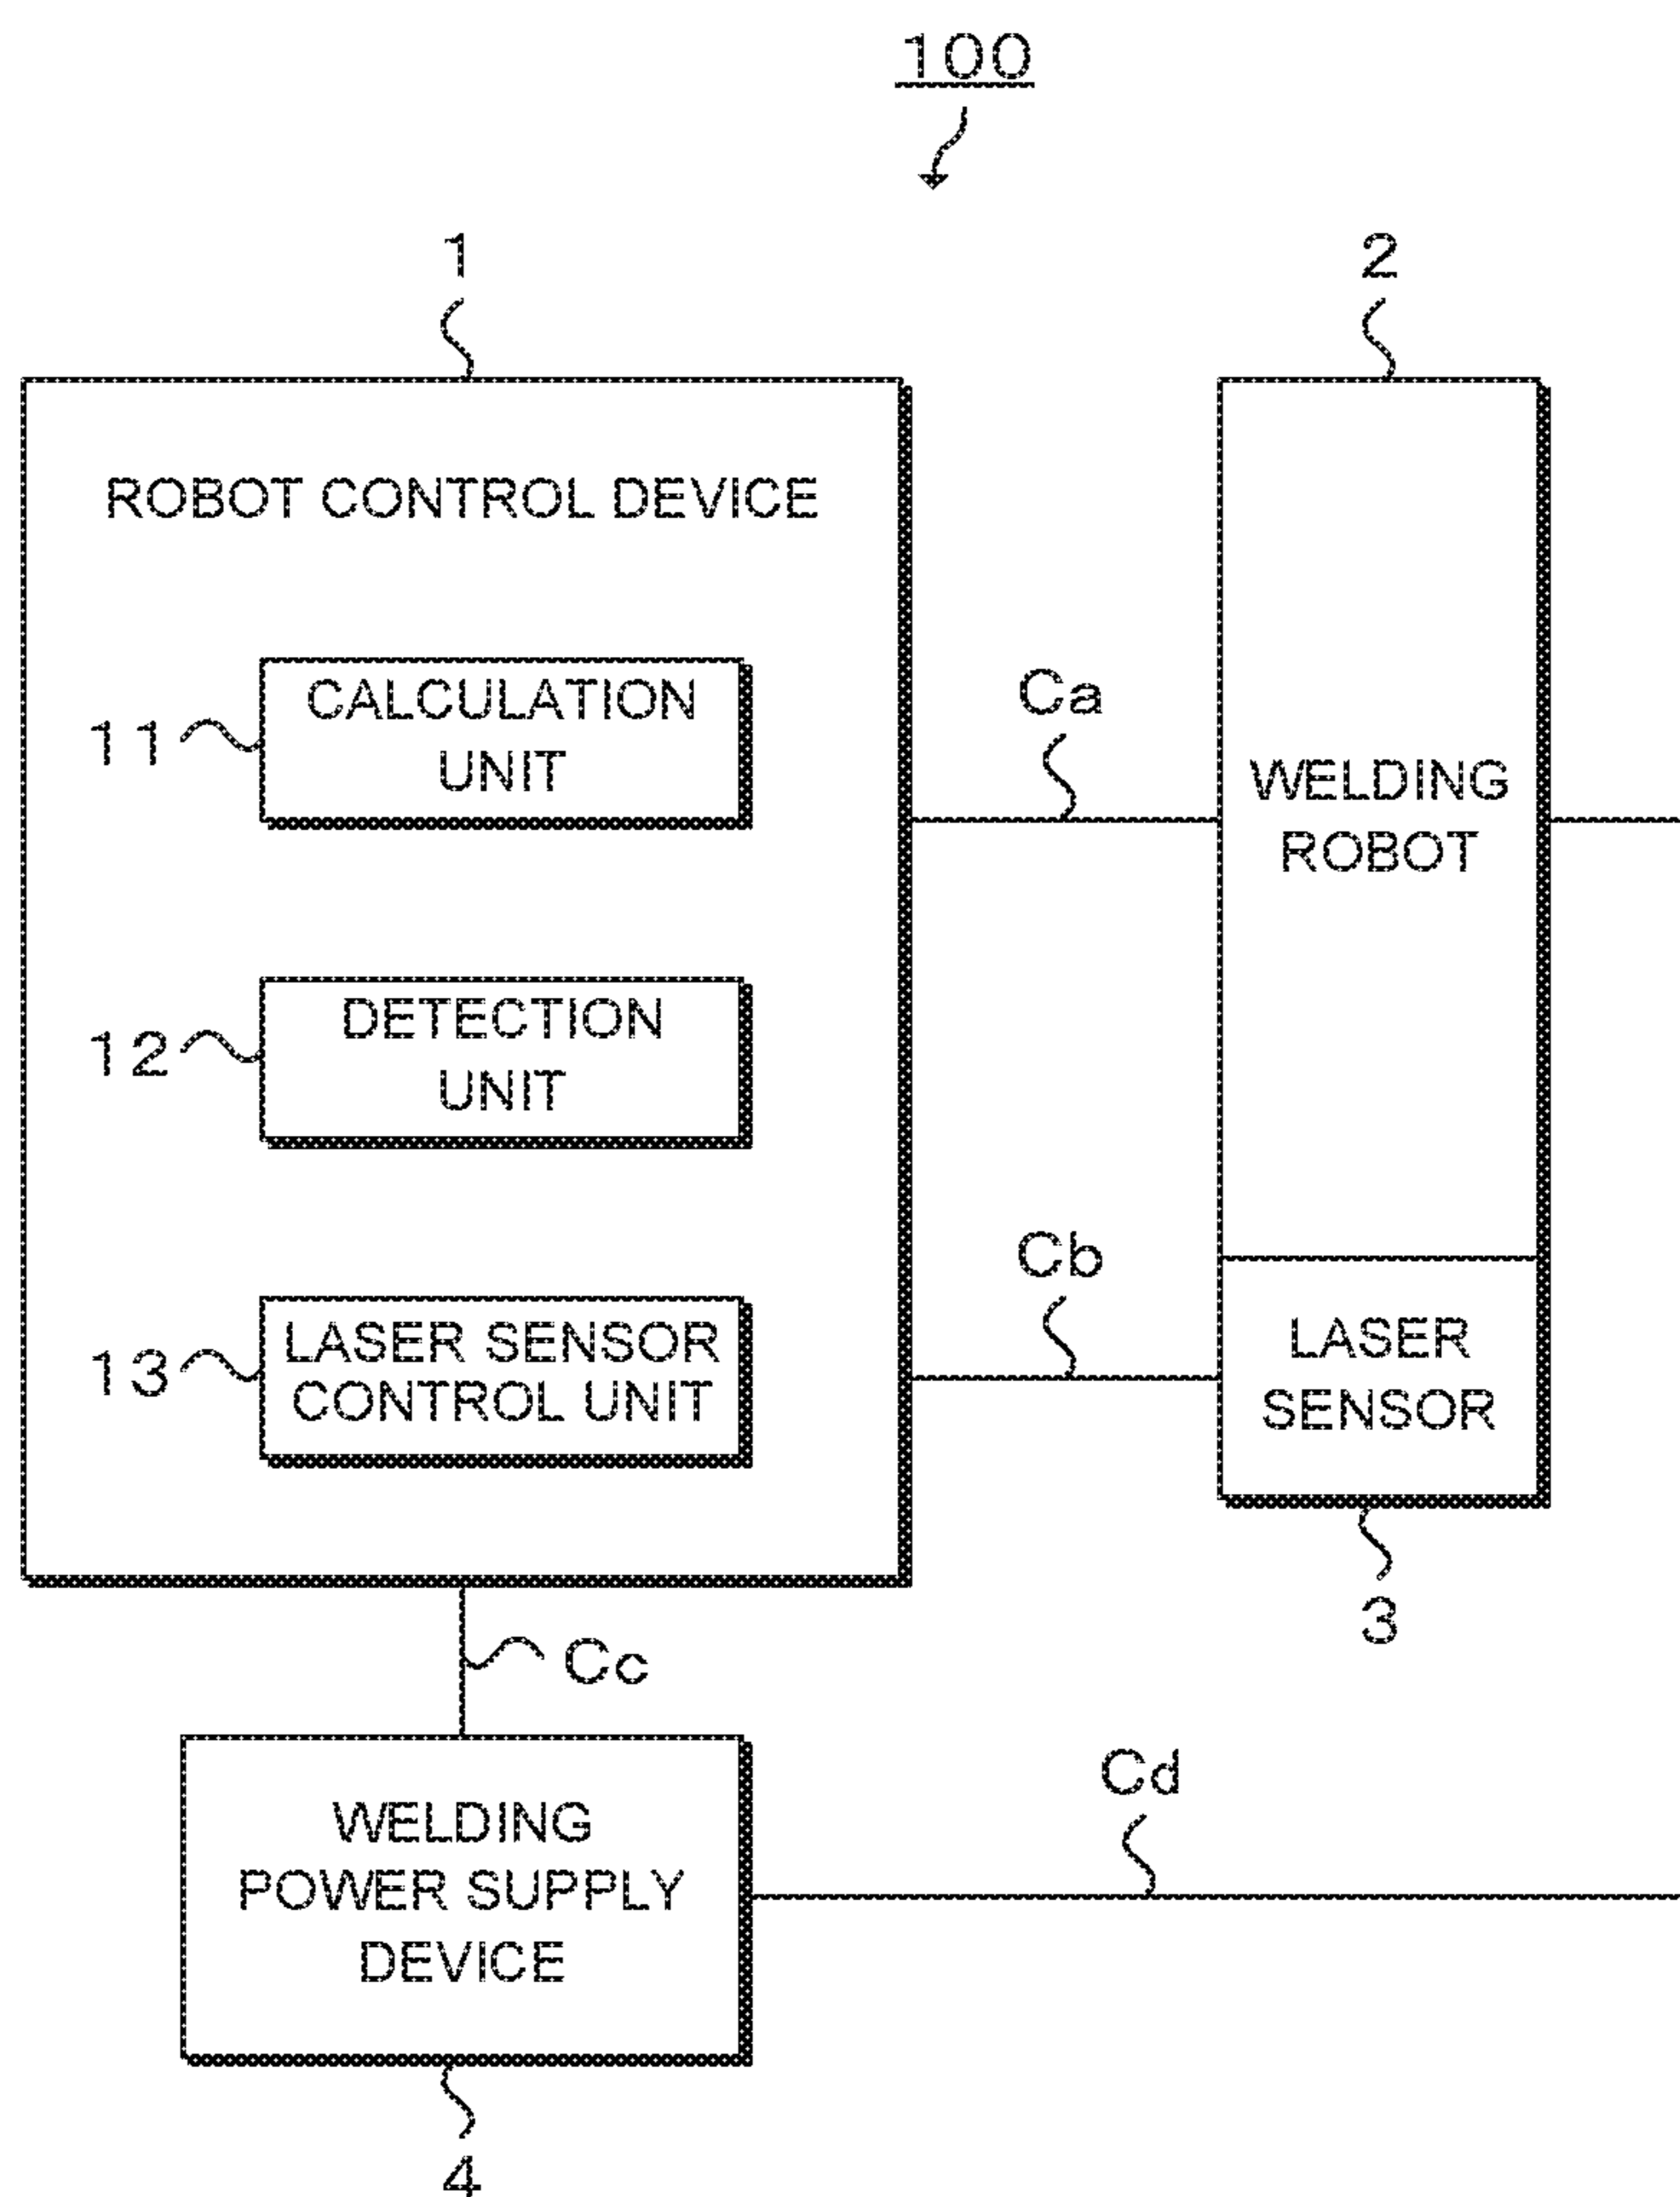 100
1
2
ROBOT CONTROL DEVICE
CALCULATION
UNIT
11
Ca
WELDING
ROBOT
DETECTION
UNIT
12
Cb
LASER SENSOR
CONTROL UNIT
13
LASER
SENSOR
3
Cc
Cd
WELDING
POWER SUPPLY
DEVICE
4